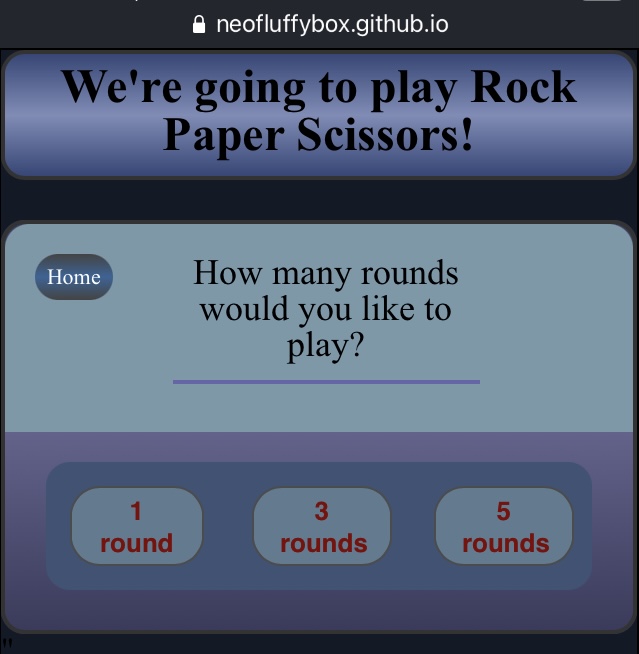 neofluffybox.github.io
We're going to play Rock
Paper Scissors!
Home
How many rounds
would you like to
play?
1
round
3
rounds
5
rounds
"